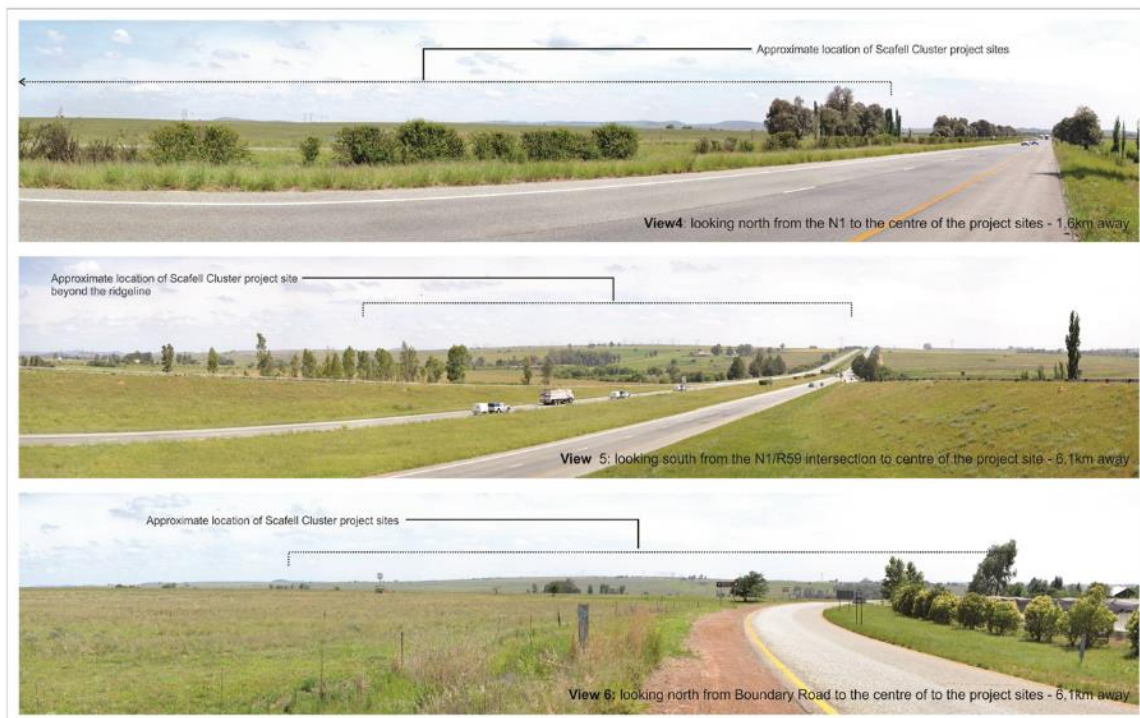 Approximate location of Scafell Cluster project sites
View4: looking north from the N1 to the centre of the project sites - 1,6km away
Approximate location of Scafell Cluster project site
beyond the ridgeline
View 5: looking south from the N1/R59 intersection to centre of the project site - 6,1km away
Approximate location of Scafell Cluster project sites
View 6: looking north from Boundary Road to the centre of to the project sites - 6,1km away